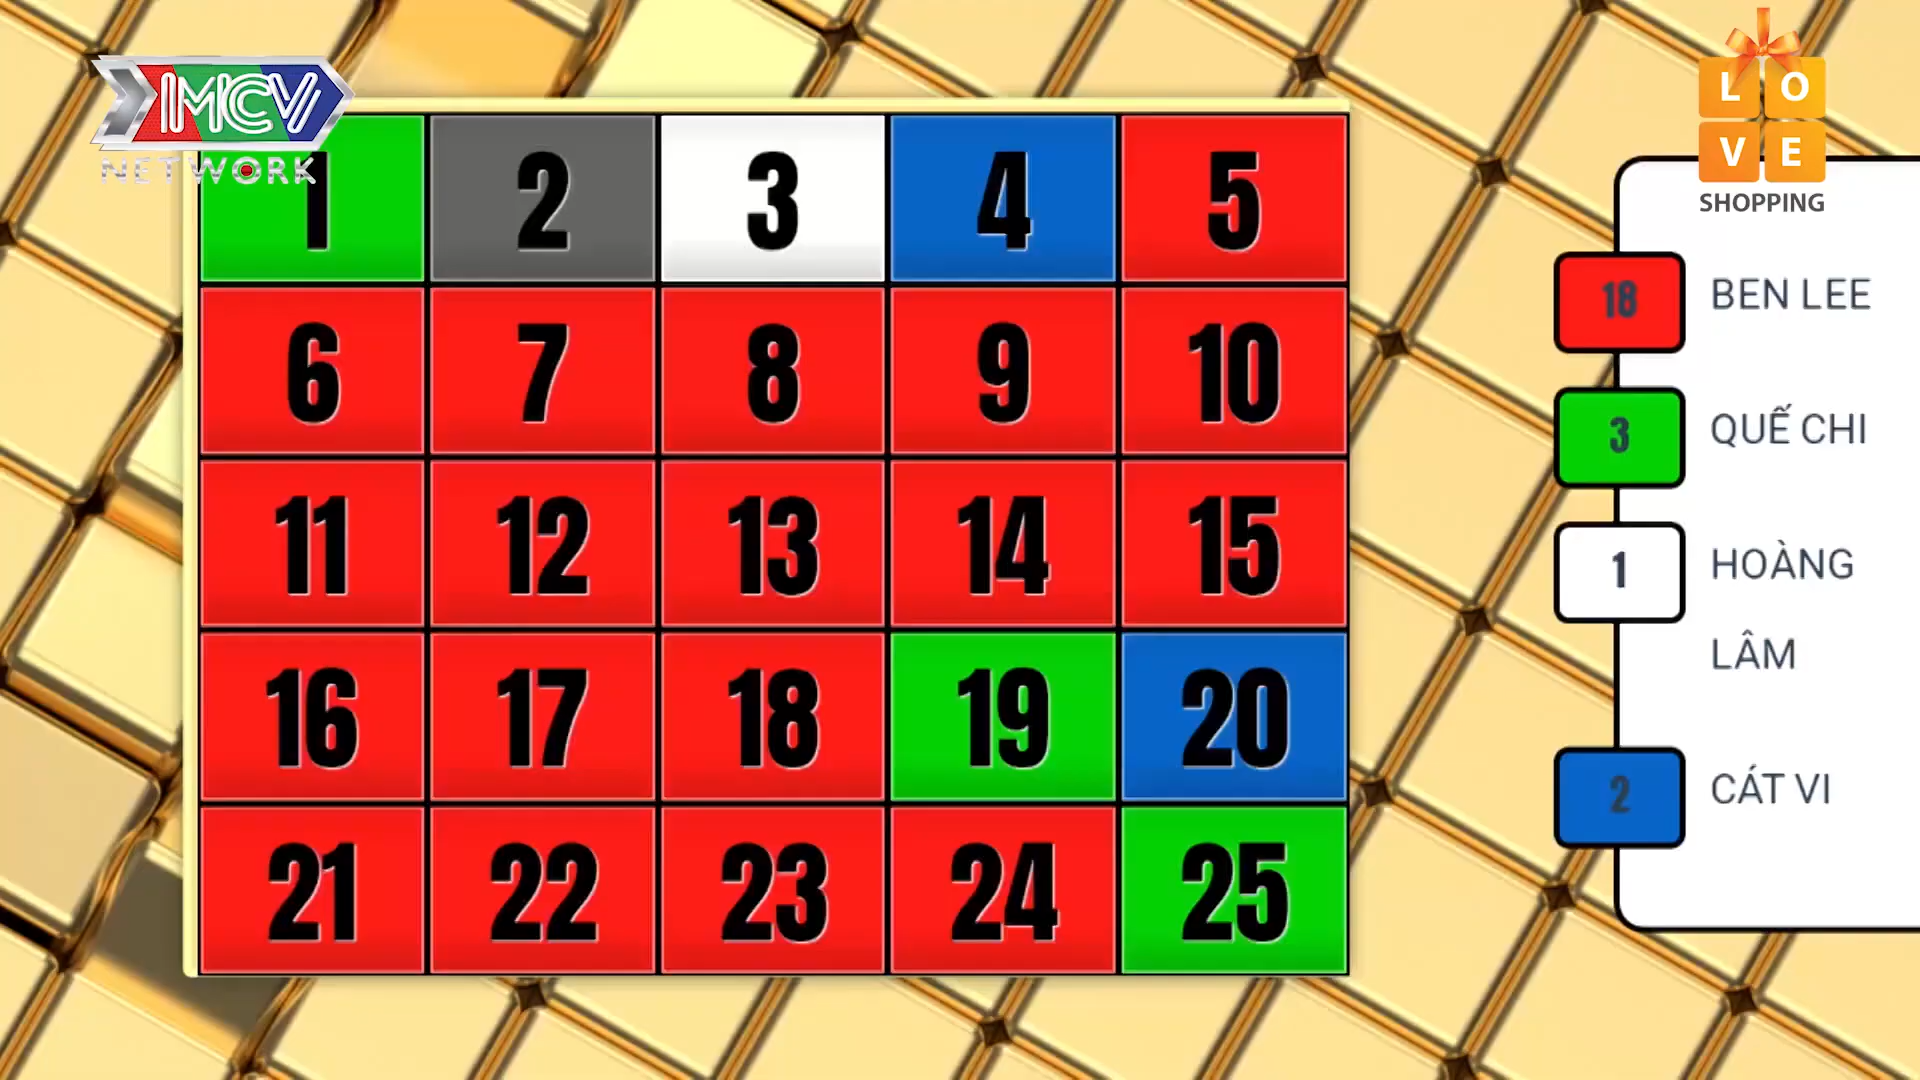 MCV
NETWORK
L O
V E
SHOPPING
1 2 3 4 5
6 7 8 9 10
11 12 13 14 15
16 17 18 19 20
21 22 23 24 25
18 BEN LEE
3 QUẾ CHI
1 HOÀNG
LÂM
2 CÁT VI